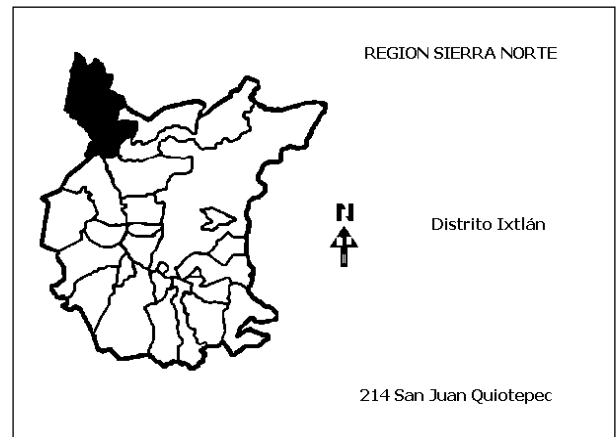 REGION SIERRA NORTE
N
Distrito Ixtlán
214 San Juan Quiotepec